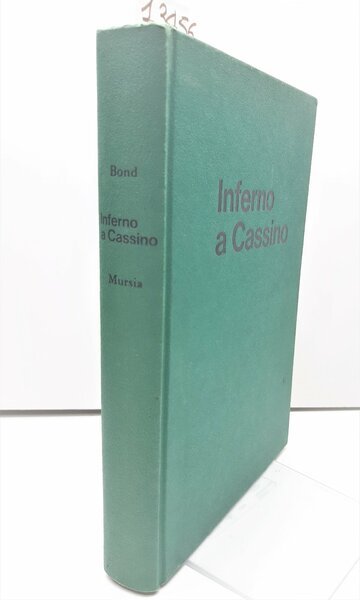 Bond
Inferno
a Cassino
Mursia
Inferno
a Cassino